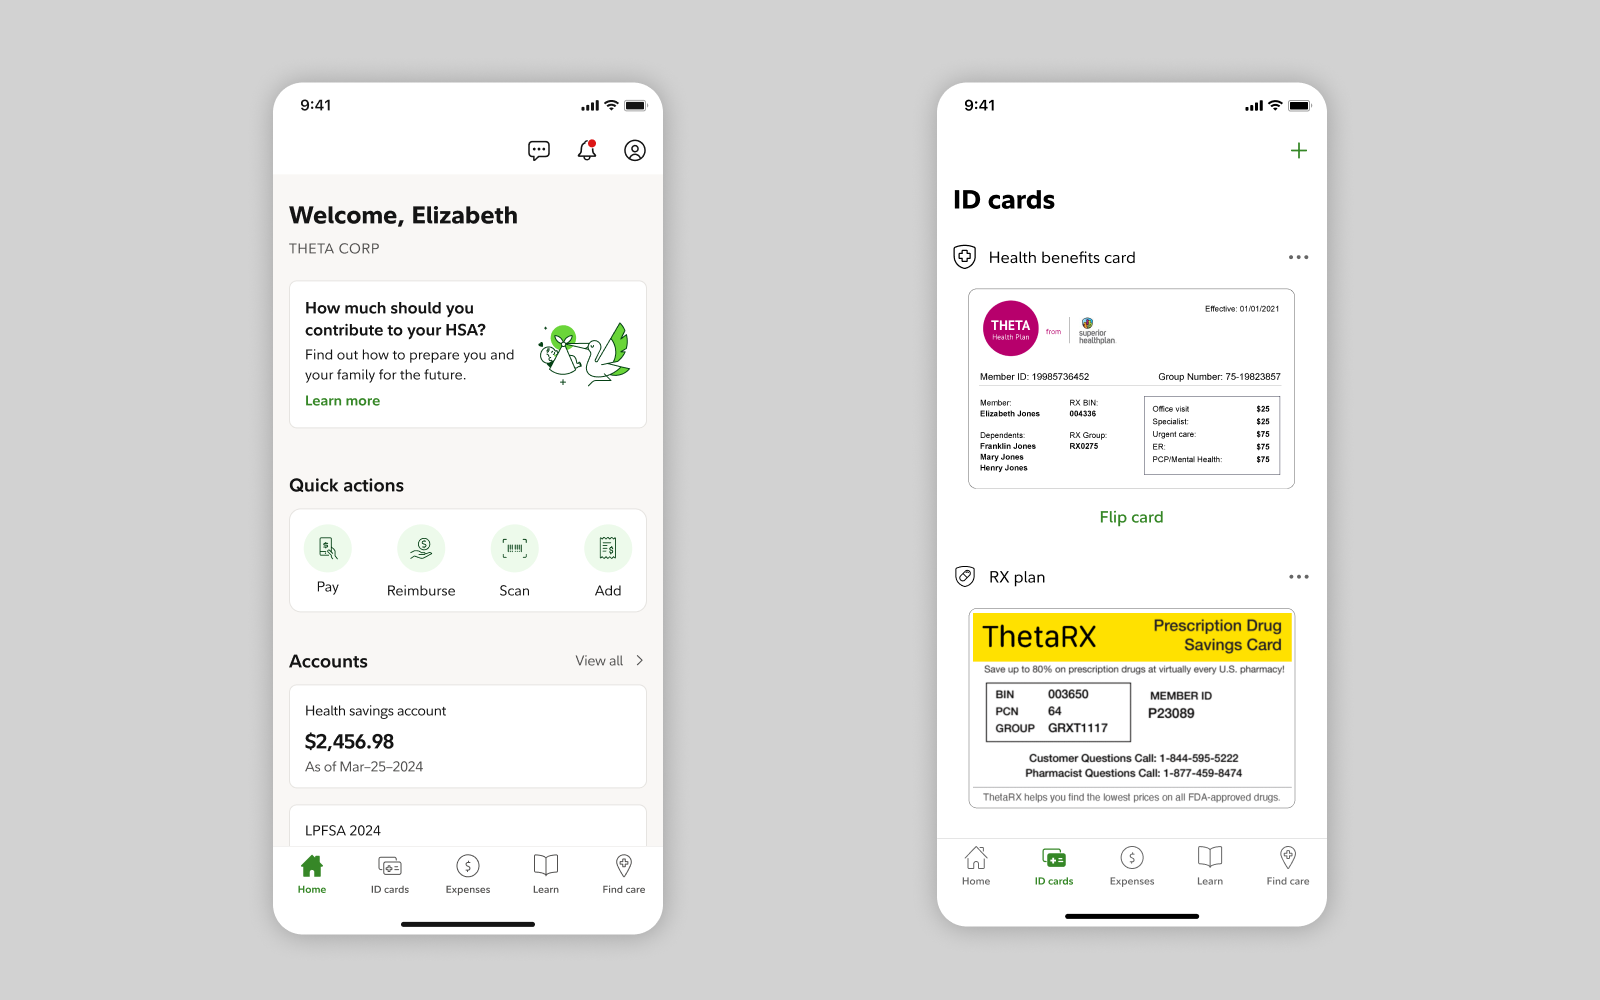 9:41
Welcome, Elizabeth
THETA CORP
How much should you
contribute to your HSA?
Find out how to prepare you and
your family for the future.
Learn more
Quick actions
Pay
Reimburse
Scan
Add
Accounts
View all
Health savings account
$2,456.98
As of Mar–25–2024
LPFSA 2024
Home
ID cards
Expenses
Learn
Find care
9:41
ID cards
Health benefits card
THETA
Health Plan
from
superior
healthplan.
Effective: 01/01/2021
Member ID: 19985736452
Group Number: 75-19823857
Member:
Elizabeth Jones
Dependents:
Franklin Jones
Mary Jones
Henry Jones
RX BIN:
004336
RX Group:
RX0275
Office visit $25
Specialist: $25
Urgent care: $75
ER: $75
PCP/Mental Health: $75
Flip card
RX plan
ThetaRX
Prescription Drug
Savings Card
Save up to 80% on prescription drugs at virtually every U.S. pharmacy!
BIN 003650
PCN 64
GROUP GRXT1117
MEMBER ID
P23089
Customer Questions Call: 1-844-595-5222
Pharmacist Questions Call: 1-877-459-8474
ThetaRX helps you find the lowest prices on all FDA-approved drugs.
Home
ID cards
Expenses
Learn
Find care